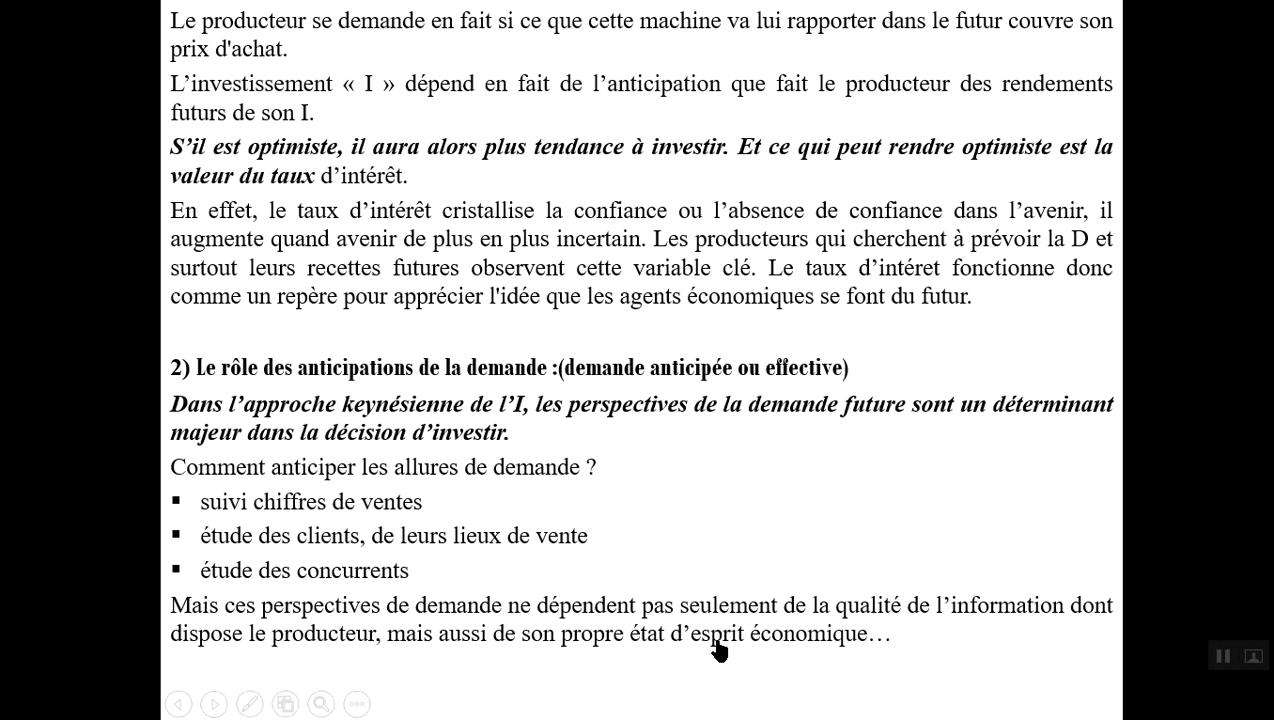 Le producteur se demande en fait si ce que cette machine va lui rapporter dans le futur couvre son
prix d'achat.
L’investissement « I » dépend en fait de l’anticipation que fait le producteur des rendements
futurs de son I.
S’il est optimiste, il aura alors plus tendance à investir. Et ce qui peut rendre optimiste est la
valeur du taux d’intérêt.
En effet, le taux d’intérêt cristallise la confiance ou l’absence de confiance dans l’avenir, il
augmente quand avenir de plus en plus incertain. Les producteurs qui cherchent à prévoir la D et
surtout leurs recettes futures observent cette variable clé. Le taux d’intéret fonctionne donc
comme un repère pour apprécier l'idée que les agents économiques se font du futur.
2) Le rôle des anticipations de la demande :(demande anticipée ou effective)
Dans l’approche keynésienne de l’I, les perspectives de la demande future sont un déterminant
majeur dans la décision d’investir.
Comment anticiper les allures de demande ?
▪ suivi chiffres de ventes
▪ étude des clients, de leurs lieux de vente
▪ étude des concurrents
Mais ces perspectives de demande ne dépendent pas seulement de la qualité de l’information dont
dispose le producteur, mais aussi de son propre état d’esprit économique…